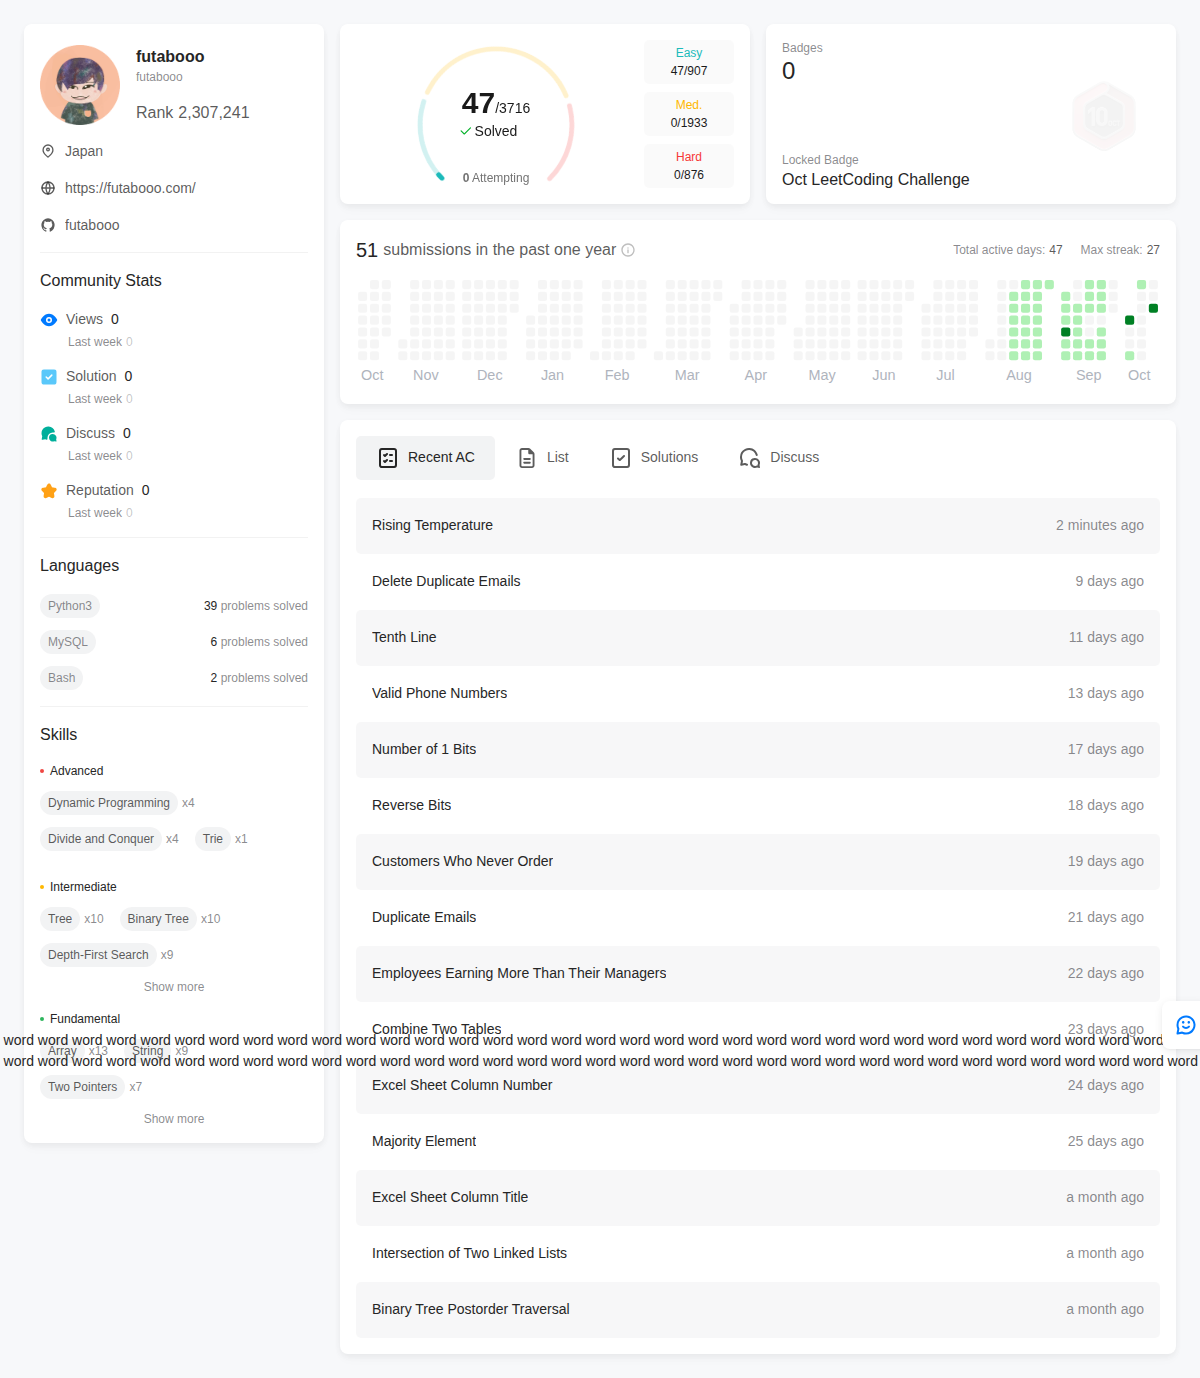 futabooo
futabooo
Rank 2,307,241
Japan
https://futabooo.com/
futabooo
Community Stats
Views 0
Last week 0
Solution 0
Last week 0
Discuss 0
Last week 0
Reputation 0
Last week 0
Languages
Python3 39 problems solved
MySQL 6 problems solved
Bash 2 problems solved
Skills
Advanced
Dynamic Programming x4
Divide and Conquer x4 Trie x1
Intermediate
Tree x10 Binary Tree x10
Depth-First Search x9
Show more
Fundamental
Array x13 String x9
Two Pointers x7
Show more
47/3716
Solved
0 Attempting
Easy
47/907
Med.
0/1933
Hard
0/876
Badges
0
Locked Badge
Oct LeetCoding Challenge
51 submissions in the past one year
Total active days: 47 Max streak: 27
Oct Nov Dec Jan Feb Mar Apr May Jun Jul Aug Sep Oct
Recent AC List Solutions Discuss
Rising Temperature 2 minutes ago
Delete Duplicate Emails 9 days ago
Tenth Line 11 days ago
Valid Phone Numbers 13 days ago
Number of 1 Bits 17 days ago
Reverse Bits 18 days ago
Customers Who Never Order 19 days ago
Duplicate Emails 21 days ago
Employees Earning More Than Their Managers 22 days ago
Combine Two Tables 23 days ago
word word word word word word word word word word word word word word word word word word word word word word word word word word word word word word word word word word
word word word word word word word word word word word word word word word word word word word word word word word word word word word word word word word word word word word
Excel Sheet Column Number 24 days ago
Majority Element 25 days ago
Excel Sheet Column Title a month ago
Intersection of Two Linked Lists a month ago
Binary Tree Postorder Traversal a month ago